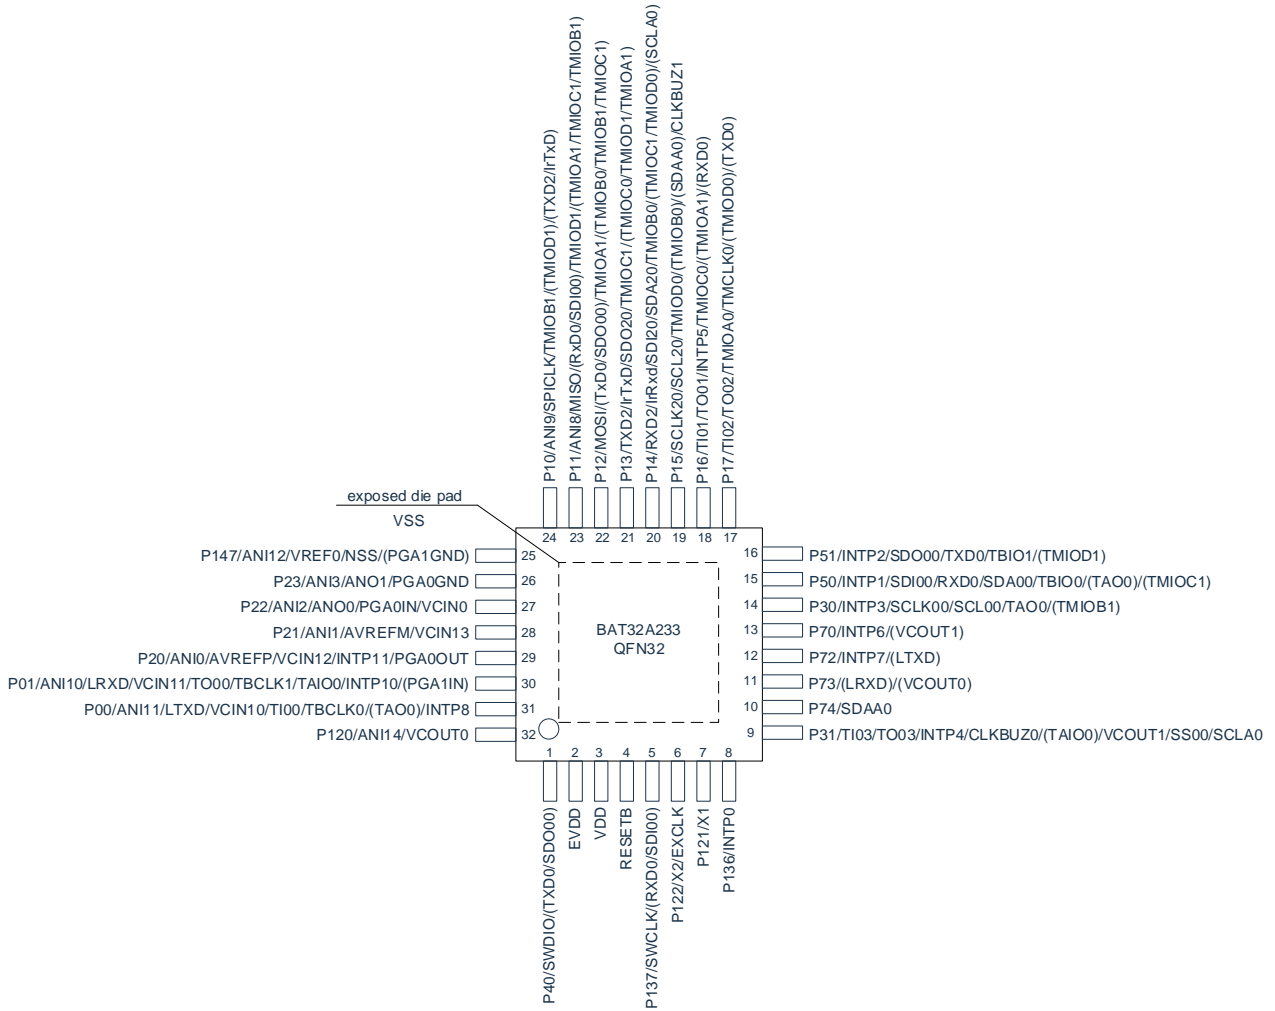 P10/ANI9/SPICLK/TMIOB1/(TMIOD1)/(TXD2/IrTxD)
P11/ANI8/MISO/(RxD0/SDI00)/TMIOD1/(TMIOA1/TMIOC1/TMIOB1)
P12/MOSI/(TxD0/SDO00)/TMIOA1/(TMIOB0/TMIOB1/TMIOC1)
P13/TXD2/IrTxD/SDO20/TMIOC1/(TMIOC0/TMIOD1/TMIOA1)
P14/RXD2/IrRxd/SDI20/SDA20/TMIOB0/(TMIOC1/TMIOD0)/(SCLA0)
P15/SCLK20/SCL20/TMIOD0/(TMIOB0)/(SDAA0)/CLKBUZ1
P16/TI01/TO01/INTP5/TMIOC0/(TMIOA1)/(RXD0)
P17/TI02/TO02/TMIOA0/TMCLK0/(TMIOD0)/(TXD0)
exposed die pad
VSS
24 23 22 21 20 19 18 17
P147/ANI12/VREF0/NSS/(PGA1GND) 25
P23/ANI3/ANO1/PGA0GND 26
P22/ANI2/ANO0/PGA0IN/VCIN0 27
P21/ANI1/AVREFM/VCIN13 28
P20/ANI0/AVREFP/VCIN12/INTP11/PGA0OUT 29
P01/ANI10/LRXD/VCIN11/TO00/TBCLK1/TAIO0/INTP10/(PGA1IN) 30
P00/ANI11/LTXD/VCIN10/TI00/TBCLK0/(TAO0)/INTP8 31
P120/ANI14/VCOUT0 32
BAT32A233
QFN32
16 P51/INTP2/SDO00/TXD0/TBIO1/(TMIOD1)
15 P50/INTP1/SDI00/RXD0/SDA00/TBIO0/(TAO0)/(TMIOC1)
14 P30/INTP3/SCLK00/SCL00/TAO0/(TMIOB1)
13 P70/INTP6/(VCOUT1)
12 P72/INTP7/(LTXD)
11 P73/(LRXD)/(VCOUT0)
10 P74/SDAA0
9 P31/TI03/TO03/INTP4/CLKBUZ0/(TAIO0)/VCOUT1/SS00/SCLA0
1 2 3 4 5 6 7 8
P40/SWDIO/(TXD0/SDO00)
EVDD
VDD
RESETB
P137/SWCLK/(RXD0/SDI00)
P122/X2/EXCLK
P121/X1
P136/INTP0